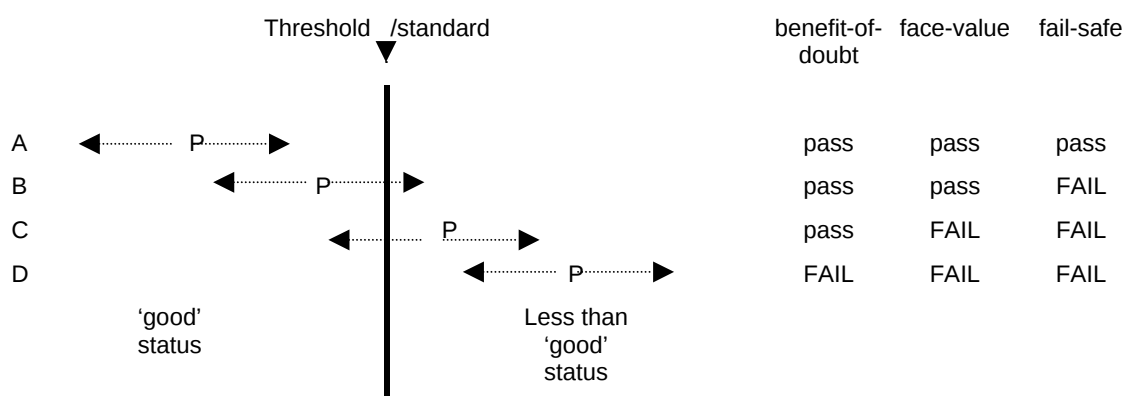 Threshold /standard benefit-of- face-value fail-safe
doubt
A P pass pass pass
B P pass pass FAIL
C P pass FAIL FAIL
D P FAIL FAIL FAIL
‘good’ Less than
status ‘good’
status